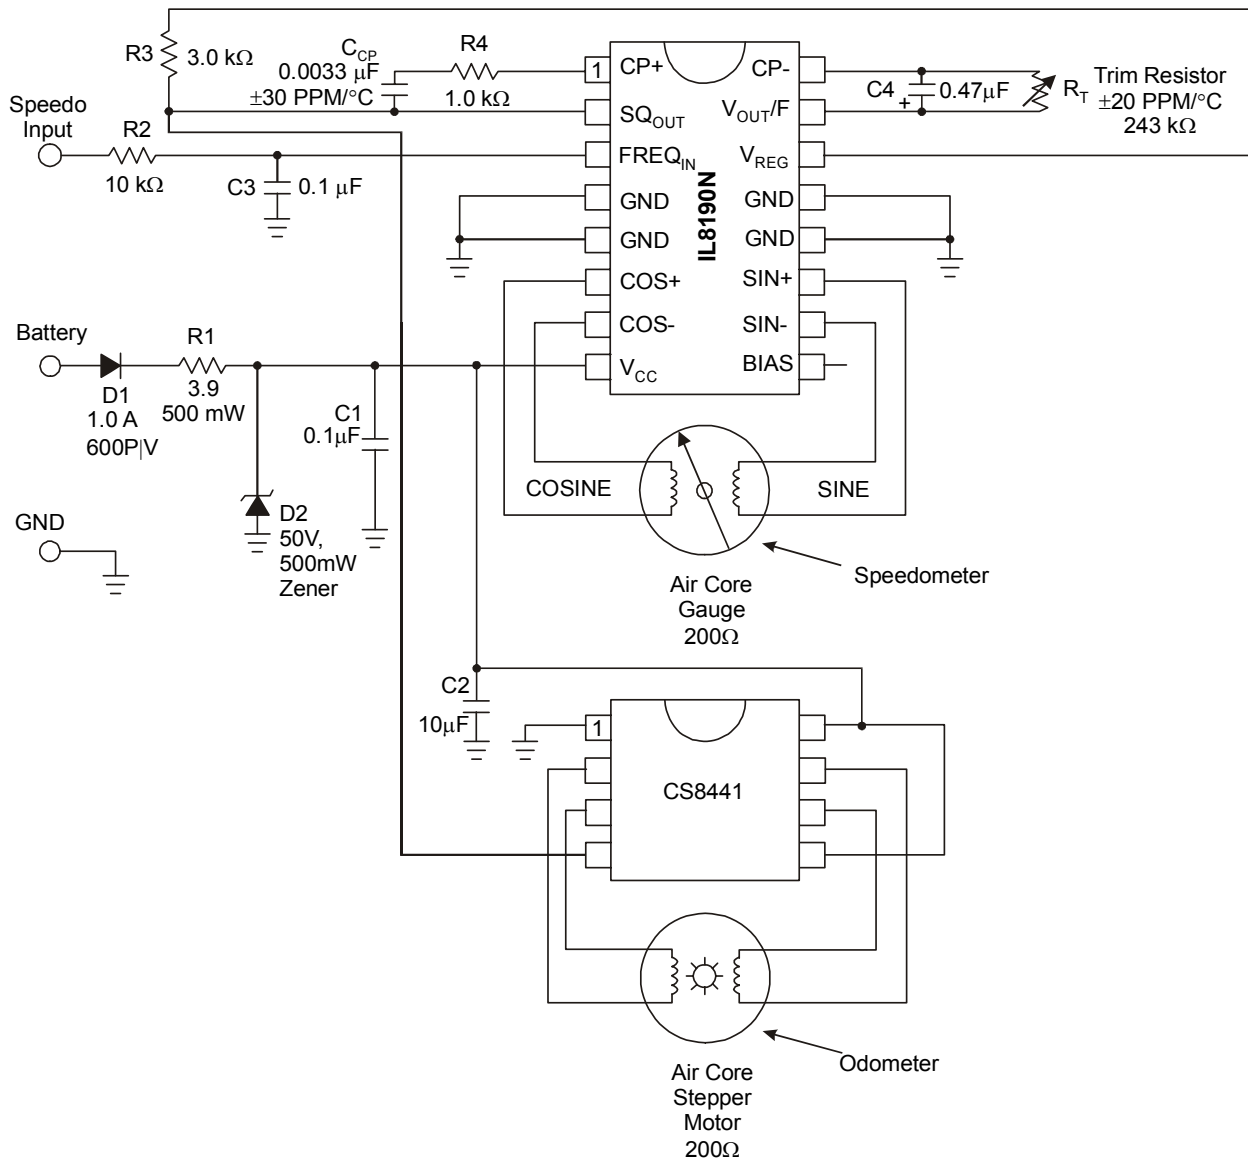 R3
3.0 kΩ
C_CP
0.0033 µF
±30 PPM/°C
R4
1.0 kΩ
1
CP+
CP-
C4
+
0.47µF
R_T
Trim Resistor
±20 PPM/°C
243 kΩ
Speedo
Input
R2
10 kΩ
C3
0.1 µF
SQ_OUT
V_OUT/F
FREQ_IN
V_REG
GND
GND
GND
GND
IL8190N
COS+
SIN+
COS-
SIN-
V_CC
BIAS
Battery
D1
1.0 A
600P|V
R1
3.9
500 mW
C1
0.1µF
D2
50V,
500mW
Zener
GND
COSINE
SINE
Speedometer
Air Core
Gauge
200Ω
C2
10µF
1
CS8441
Odometer
Air Core
Stepper
Motor
200Ω